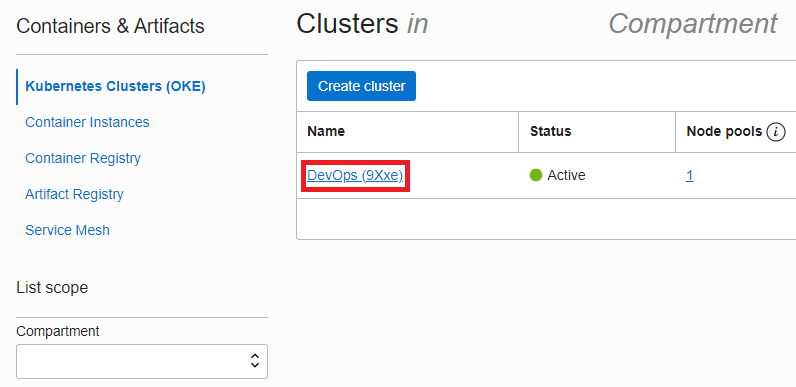 Containers & Artifacts
Kubernetes Clusters (OKE)
Container Instances
Container Registry
Artifact Registry
Service Mesh
List scope
Compartment
Clusters in Compartment
Create cluster
Name Status Node pools i
DevOps (9Xxe) Active 1